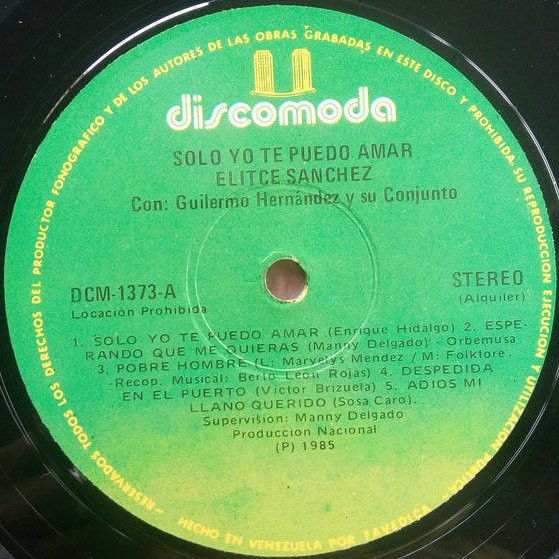 RESERVADOS TODOS LOS DERECHOS DEL PRODUCTOR FONOGRAFICO Y DE LOS AUTORES DE LAS OBRAS GRABADAS EN ESTE DISCO Y PROHIBIDA SU REPRODUCCION EJECUCION Y UTILIZACION PUBLICA-
discomoda
SOLO YO TE PUEDO AMAR
ELITCE SANCHEZ
Con: Guilermo Hernández y su Conjunto
DCM-1373-A
Locación Prohibida
STEREO
(Alquiler)
1. SOLO YO TE PUEDO AMAR (Enrique Hidalgo) 2. ESPE-
RANDO QUE ME QUIERAS (Manny Delgado) - Orbemusa
3. POBRE HOMBRE (L.: Marvelys Mendez / M: Folklore -
-Recop. Musical: Berto León Rojas) 4. DESPEDIDA
EN EL PUERTO (Víctor Brizuela) 5. ADIOS MI
LLANO QUERIDO (Sosa Caro).
Supervisión: Manny Delgado
Producción Nacional
(P) 1985
HECHO EN VENEZUELA POR FAVEDICA